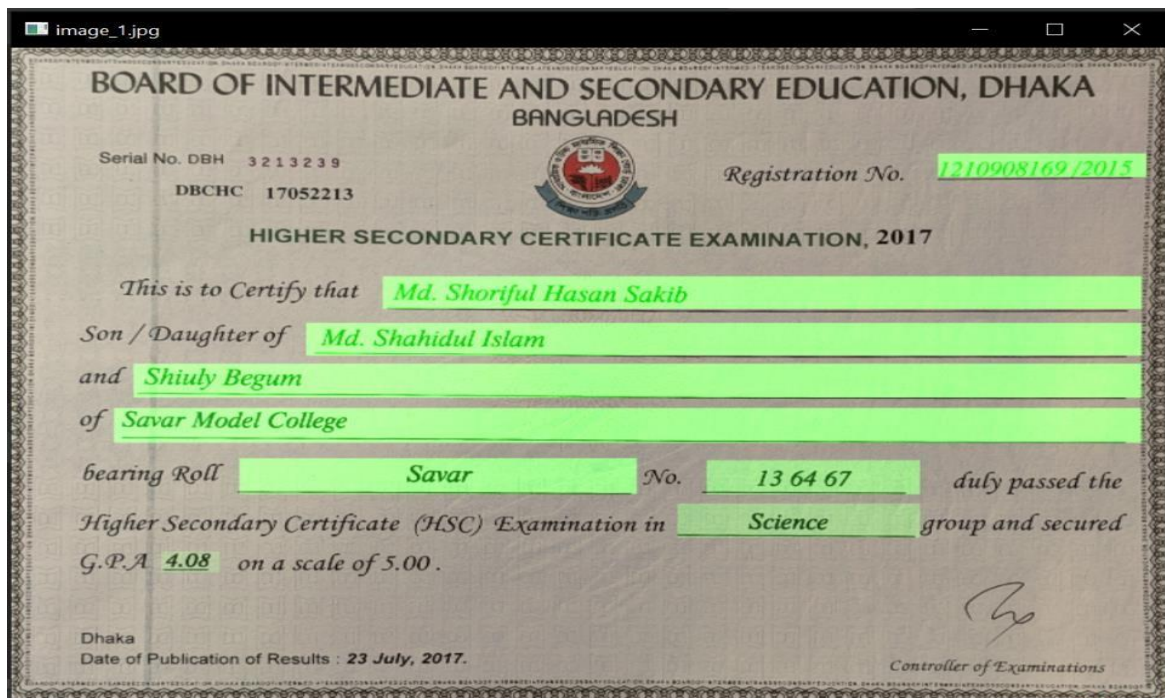 image_1.jpg
BOARD OF INTERMEDIATE AND SECONDARY EDUCATION, DHAKA
BANGLADESH
Serial No. DBH 3213239
Registration No. 1210908169 /2015
DBCHC 17052213
HIGHER SECONDARY CERTIFICATE EXAMINATION, 2017
This is to Certify that Md. Shoriful Hasan Sakib
Son / Daughter of Md. Shahidul Islam
and Shiuly Begum
of Savar Model College
bearing Roll Savar No. 13 64 67 duly passed the
Higher Secondary Certificate (HSC) Examination in Science group and secured
G.P.A 4.08 on a scale of 5.00 .
Dhaka
Date of Publication of Results : 23 July, 2017.
Controller of Examinations